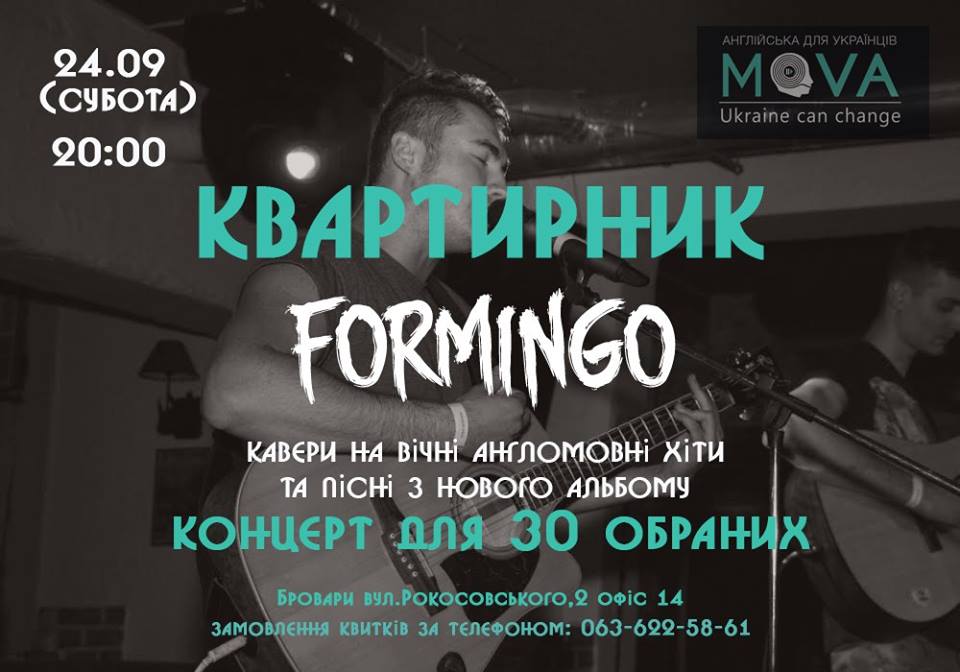 24.09
(СУБОТА)
20:00
АНГЛІЙСЬКА ДЛЯ УКРАЇНЦІВ
MOVA
Ukraine can change
КВАРТИРНИК
FORMINGO
КАВЕРИ НА ВІЧНІ АНГЛОМОВНІ ХІТИ
ТА ПІСНІ З НОВОГО АЛЬБОМУ
КОНЦЕРТ ДЛЯ 30 ОБРАНИХ
БРОВАРИ ВУЛ.РОКОСОВСЬКОГО,2 ОФІС 14
ЗАМОВЛЕННЯ КВИТКІВ ЗА ТЕЛЕФОНОМ: 063-622-58-61